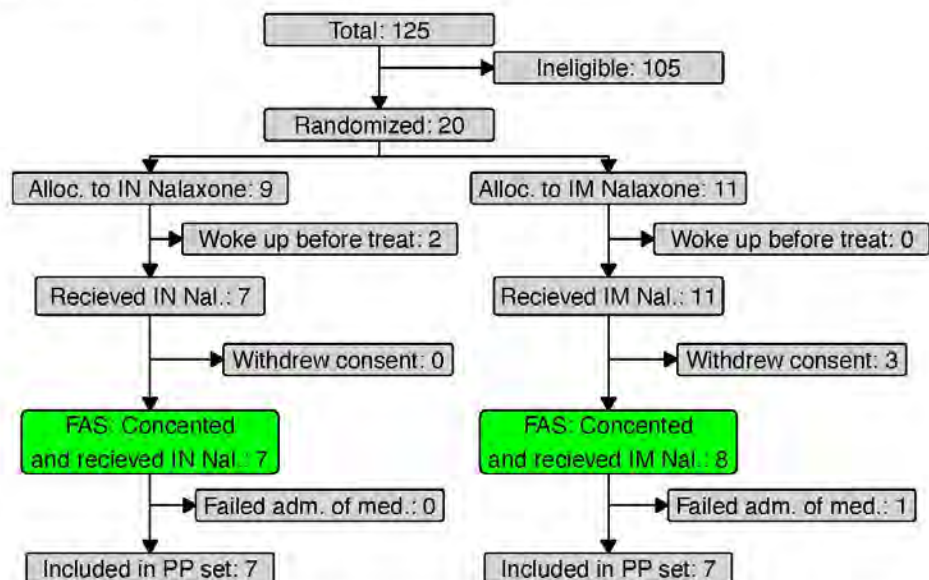 Total: 125
Ineligible: 105
Randomized: 20
Alloc. to IN Nalaxone: 9
Alloc. to IM Nalaxone: 11
Woke up before treat: 2
Woke up before treat: 0
Recieved IN Nal.: 7
Recieved IM Nal.: 11
Withdrew consent: 0
Withdrew consent: 3
FAS: Concented
and recieved IN Nal.: 7
FAS: Concented
and recieved IM Nal.: 8
Failed adm. of med.: 0
Failed adm. of med.: 1
Included in PP set: 7
Included in PP set: 7